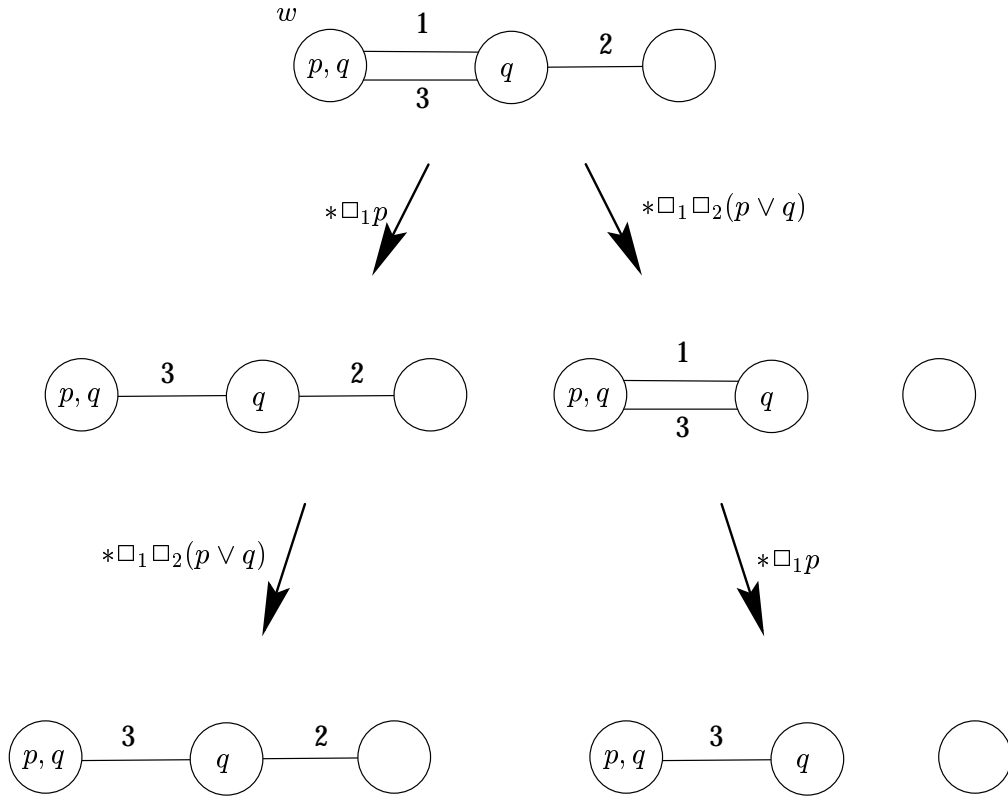 w
1
p, q
q
2
3
*□₁p
*□₁□₂(p ∨ q)
p, q
3
q
2
p, q
1
3
q
*□₁□₂(p ∨ q)
*□₁p
p, q
3
q
2
p, q
3
q